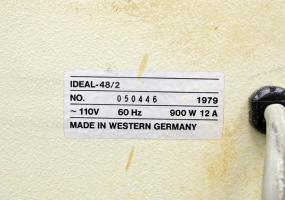 IDEAL-48/2
NO. 050446 1979
~ 110V 60 Hz 900 W 12 A
MADE IN WESTERN GERMANY